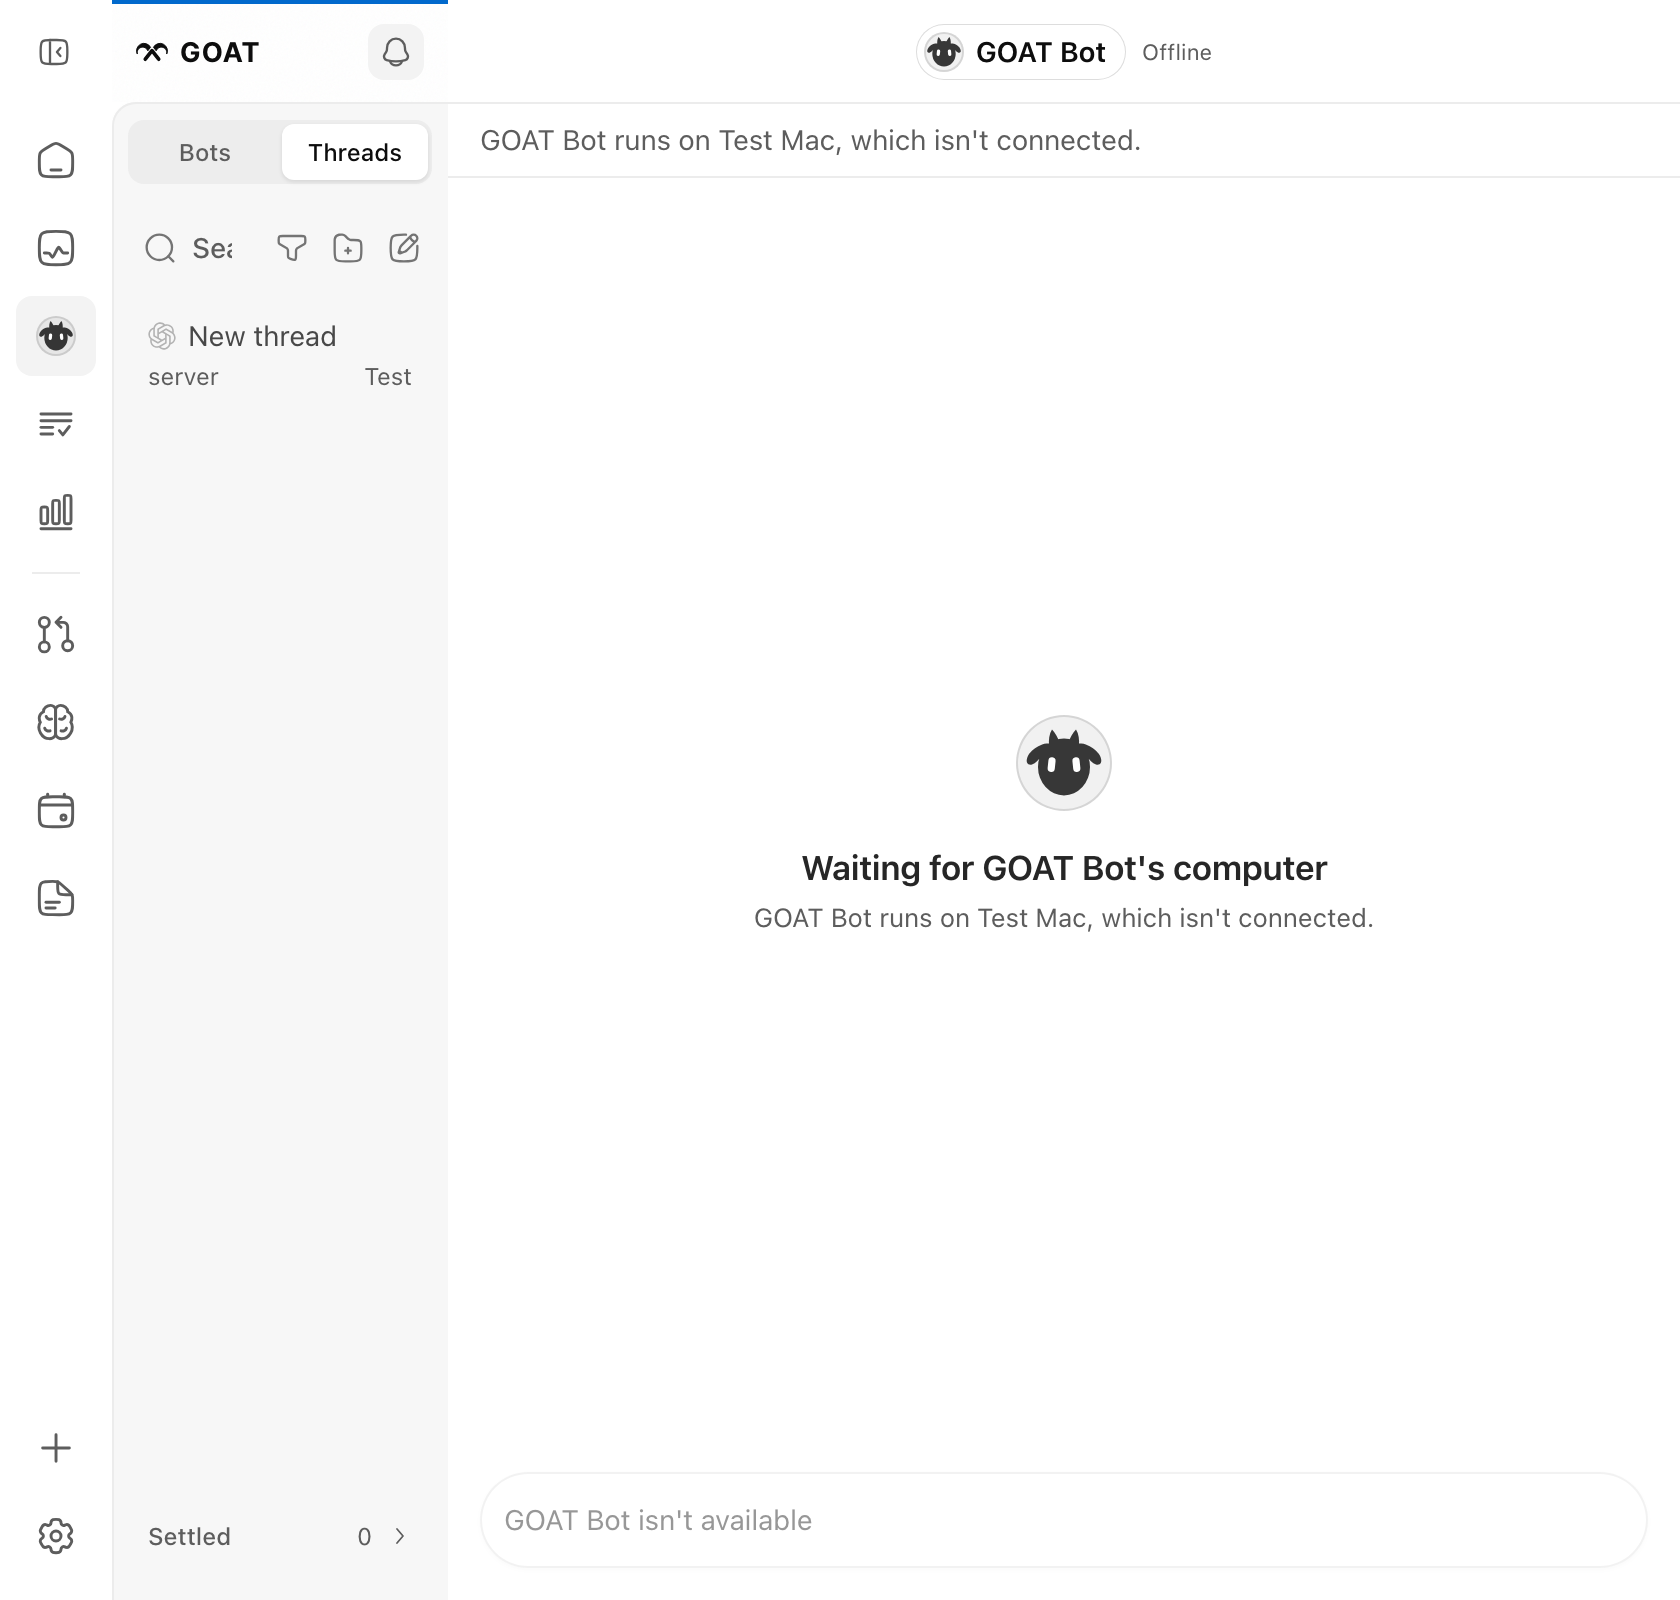 GOAT
GOAT Bot
Offline
Bots
Threads
GOAT Bot runs on Test Mac, which isn't connected.
New thread
server
Test
Waiting for GOAT Bot's computer
GOAT Bot runs on Test Mac, which isn't connected.
GOAT Bot isn't available
Settled
0